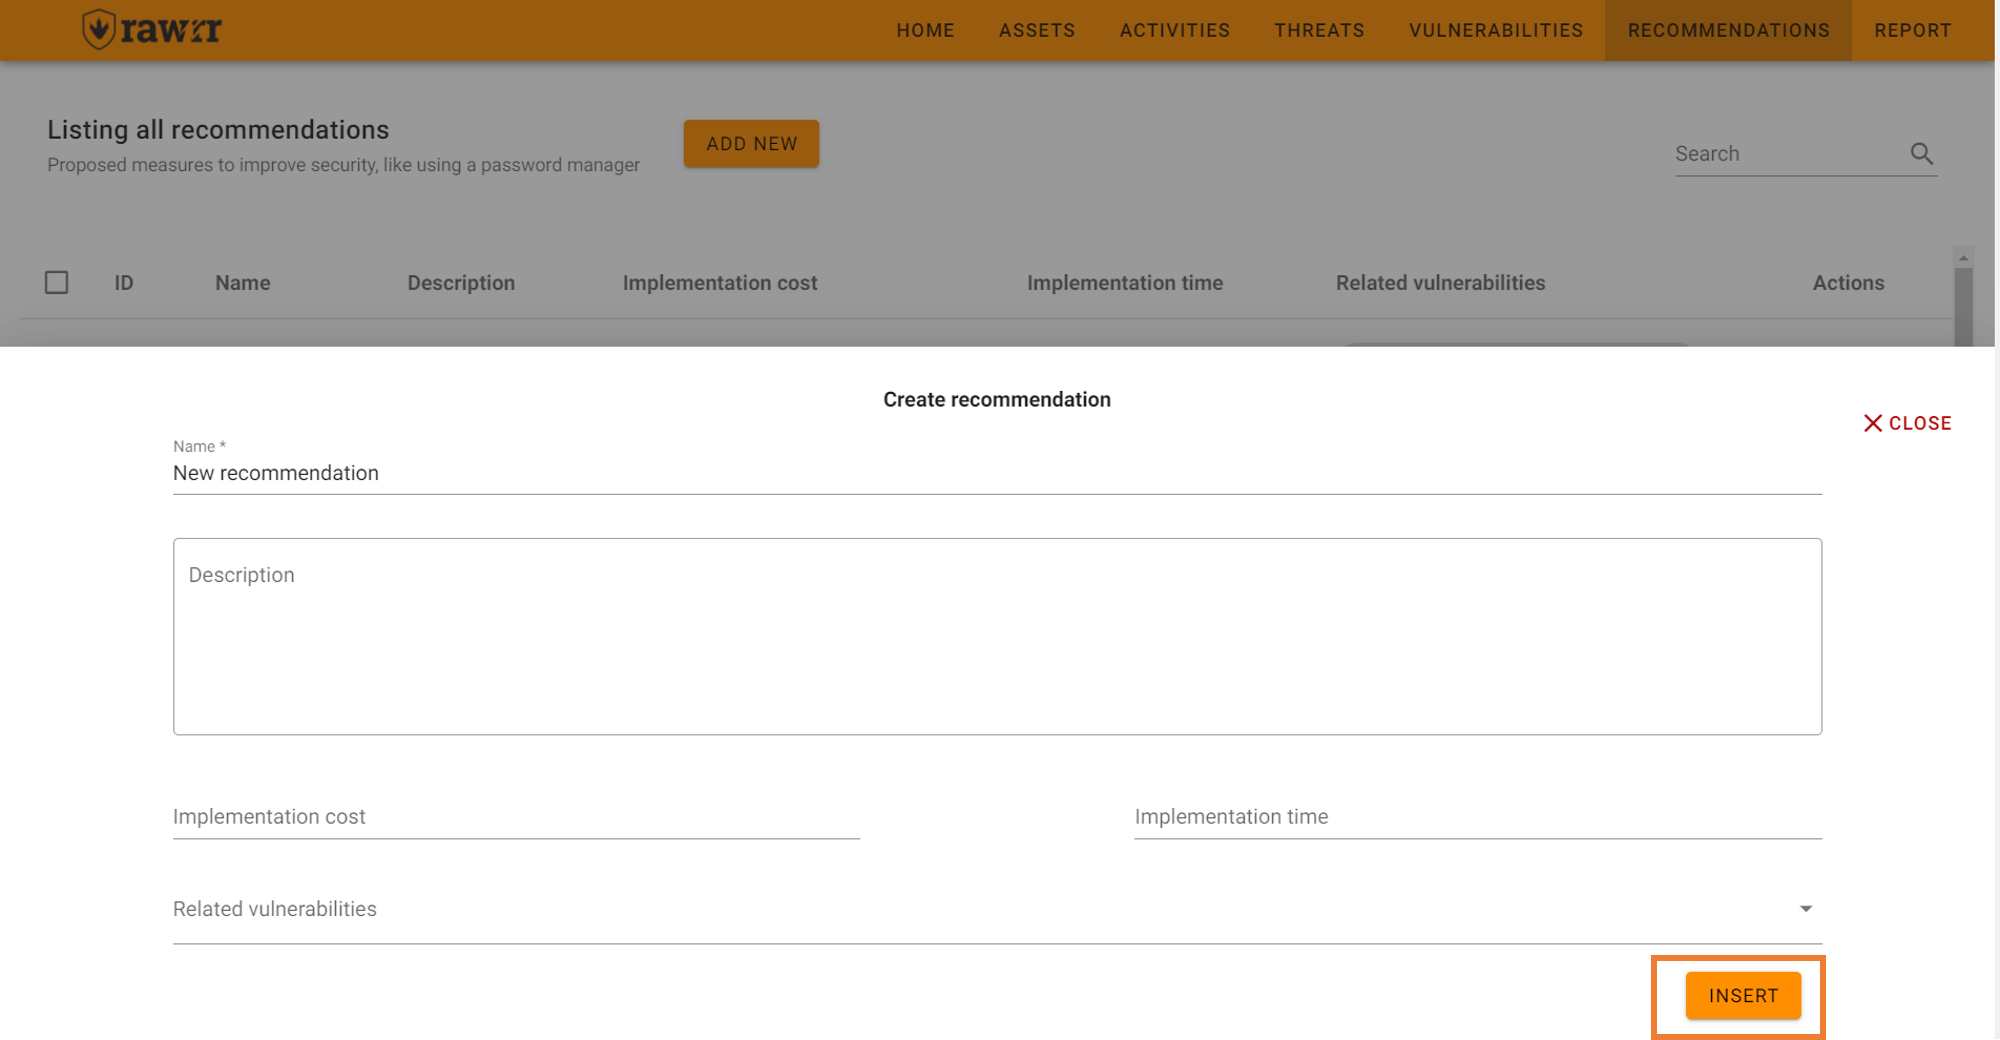 rawrr
HOME ASSETS ACTIVITIES THREATS VULNERABILITIES RECOMMENDATIONS REPORT
Listing all recommendations
Proposed measures to improve security, like using a password manager
ADD NEW
Search
ID Name Description Implementation cost Implementation time Related vulnerabilities Actions
Create recommendation
CLOSE
Name *
New recommendation
Description
Implementation cost Implementation time
Related vulnerabilities
INSERT